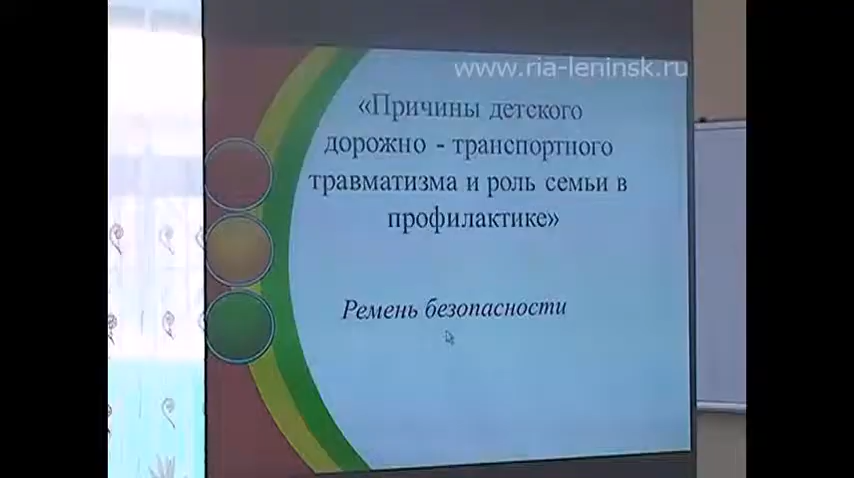 www.ria-leninsk.ru
«Причины детского
дорожно - транспортного
травматизма и роль семьи в
профилактике»
Ремень безопасности